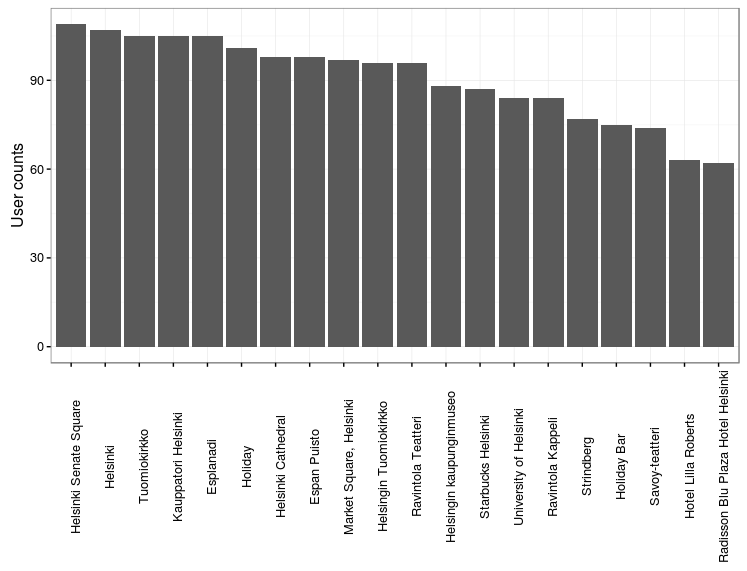 User counts
90
60
30
0
Helsinki Senate Square
Helsinki
Tuomiokirkko
Kauppatori Helsinki
Esplanadi
Holiday
Helsinki Cathedral
Espan Puisto
Market Square, Helsinki
Helsingin Tuomiokirkko
Ravintola Teatteri
Helsingin kaupunginmuseo
Starbucks Helsinki
University of Helsinki
Ravintola Kappeli
Strindberg
Holiday Bar
Savoy-teatteri
Hotel Lilla Roberts
Radisson Blu Plaza Hotel Helsinki